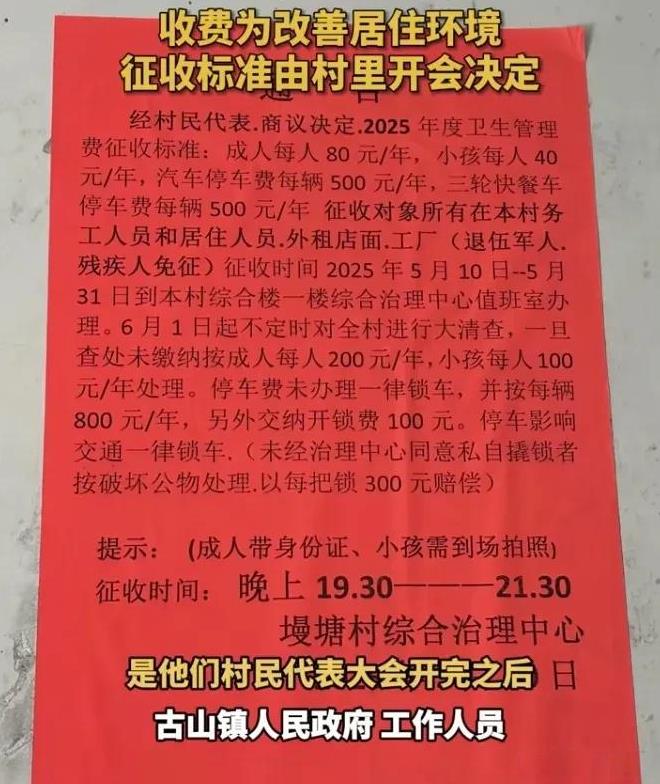 收费为改善居住环境
征收标准由村里开会决定
经村民代表.商议决定.2025 年度卫生管理
费征收标准：成人每人 80 元/年，小孩每人 40
元/年，汽车停车费每辆 500 元/年，三轮快餐车
停车费每辆 500 元/年 征收对象所有在本村务
工人员和居住人员.外租店面.工厂（退伍军人.
残疾人免征）征收时间 2025 年 5 月 10 日--5 月
31 日到本村综合楼一楼综合治理中心值班室办
理。6 月 1 日起不定时对全村进行大清查，一旦
查处未缴纳按成人每人 200 元/年，小孩每人 100
元/年处理。停车费未办理一律锁车，并按每辆
800 元/年，另外交纳开锁费 100 元。停车影响
交通一律锁车.（未经治理中心同意私自撬锁者
按破坏公物处理.以每把锁 300 元赔偿）
提示： (成人带身份证、小孩需到场拍照)
征收时间： 晚上 19.30———21.30
墁塘村综合治理中心
是他们村民代表大会开完之后
日
古山镇人民政府 工作人员